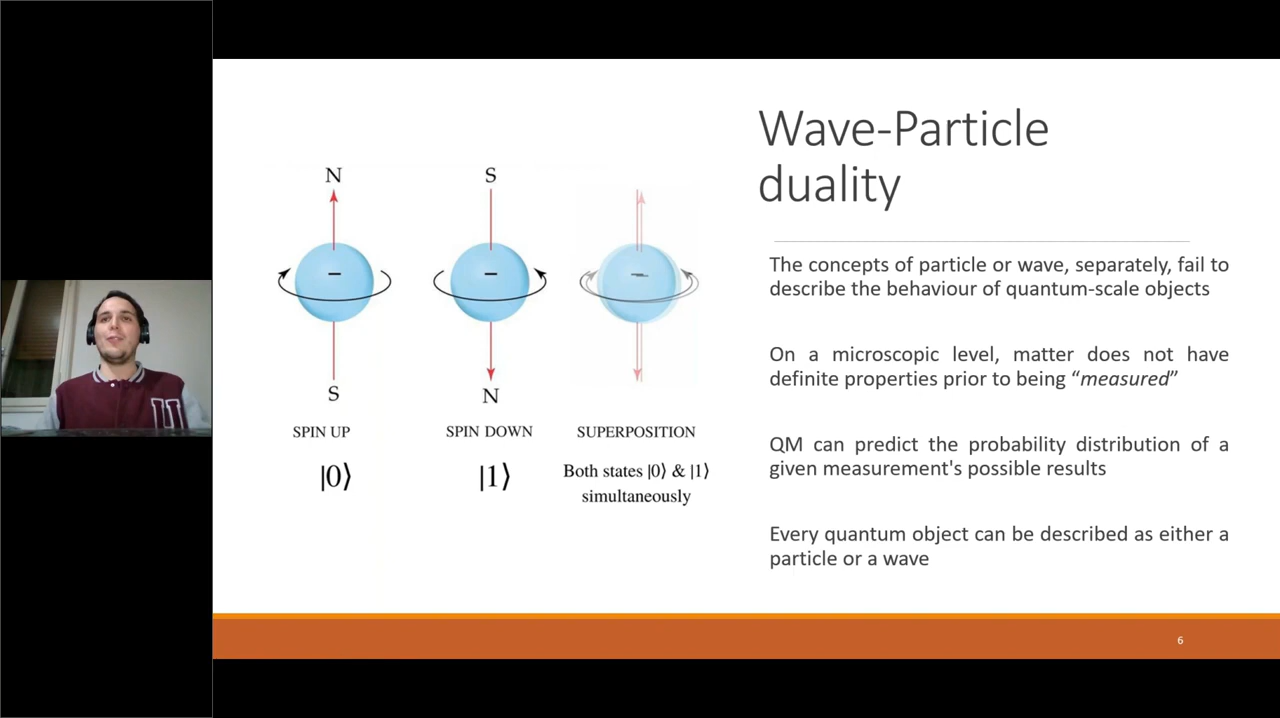 Wave-Particle
duality
N
S
SPIN UP
|0⟩
S
N
SPIN DOWN
|1⟩
SUPERPOSITION
Both states |0⟩ & |1⟩
simultaneously
The concepts of particle or wave, separately, fail to
describe the behaviour of quantum-scale objects
On a microscopic level, matter does not have
definite properties prior to being “measured”
QM can predict the probability distribution of a
given measurement's possible results
Every quantum object can be described as either a
particle or a wave
6